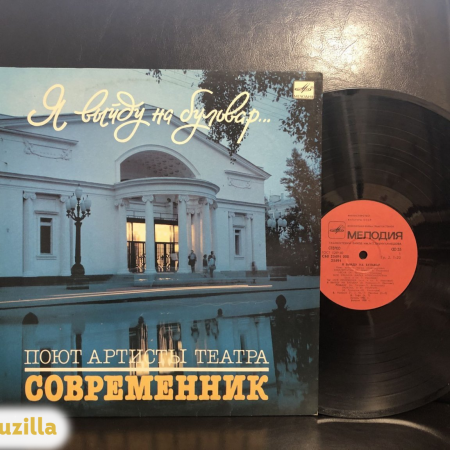 Я выйду на бульвар...
ПОЮТ АРТИСТЫ ТЕАТРА
СОВРЕМЕННИК
МЕЛОДИЯ
uzilla